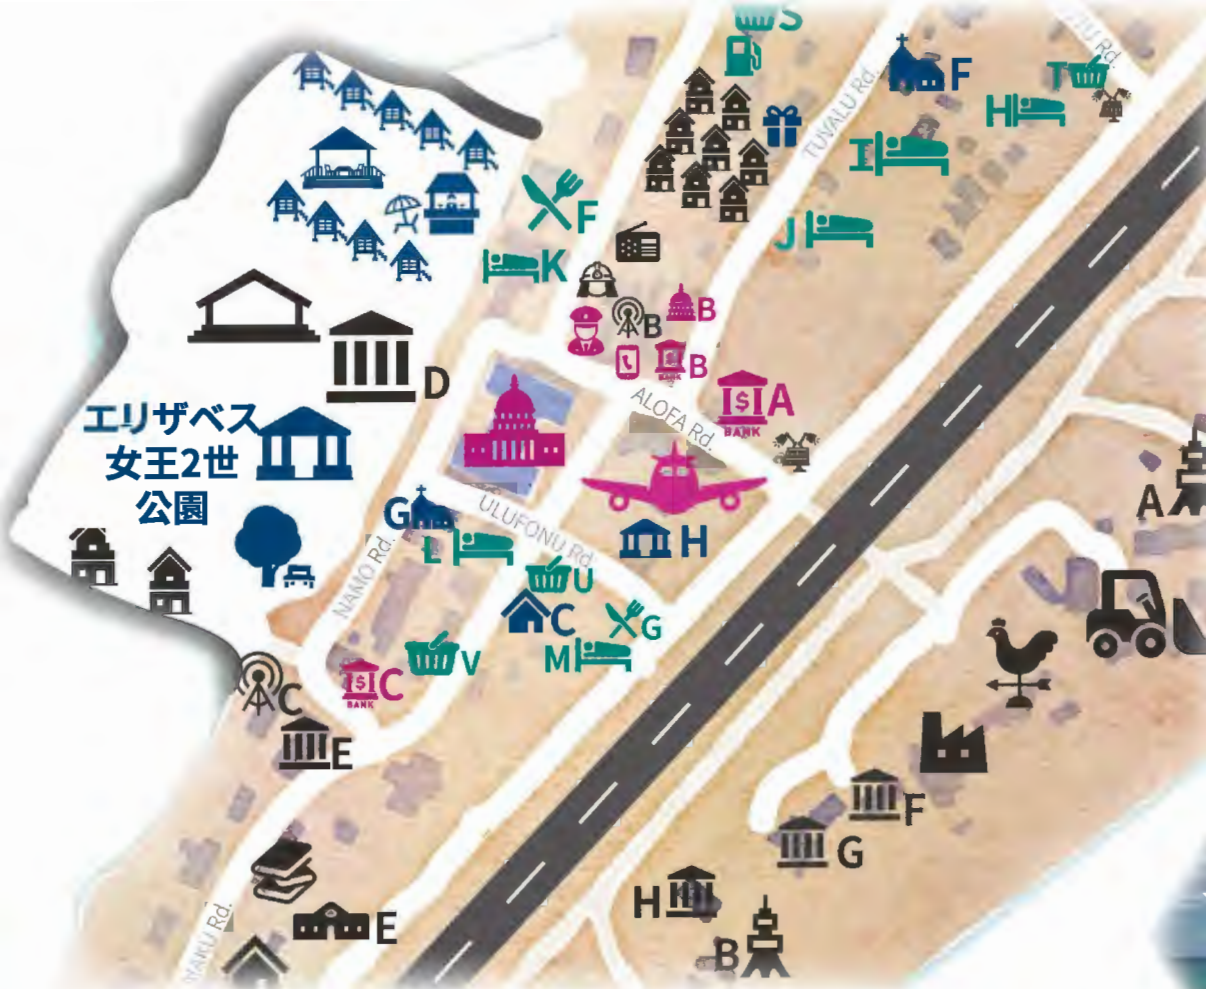 S
F
T
H
I
TUVALU Rd.
J
F
K
B
B
B
BANK
D
A
BANK
ALOFA Rd.
エリザベス
女王2世
公園
G
ULUFONU Rd.
H
A
L
U
NAMO Rd.
C
G
V
M
C
BANK
C
E
F
G
H
E
B